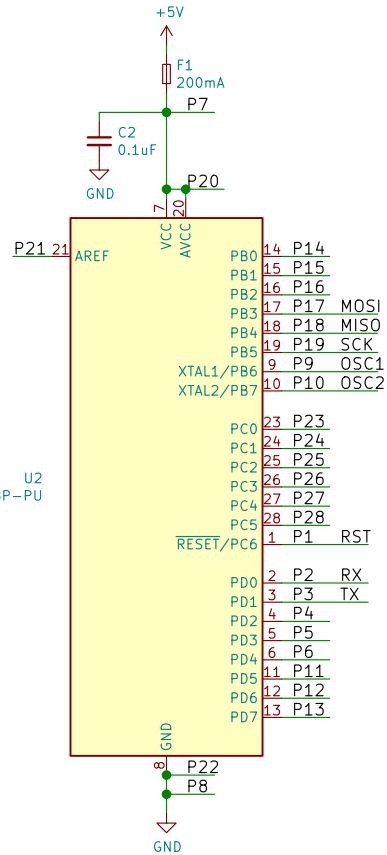 +5V
F1
200mA
P7
C2
0.1uF
GND
P20
7
20
VCC
AVCC
P21 21 AREF
PB0 14 P14
PB1 15 P15
PB2 16 P16
PB3 17 P17 MOSI
PB4 18 P18 MISO
PB5 19 P19 SCK
XTAL1/PB6 9 P9 OSC1
XTAL2/PB7 10 P10 OSC2
PC0 23 P23
PC1 24 P24
PC2 25 P25
PC3 26 P26
PC4 27 P27
PC5 28 P28
RESET/PC6 1 P1 RST
U2
P-PU
PD0 2 P2 RX
PD1 3 P3 TX
PD2 4 P4
PD3 5 P5
PD4 6 P6
PD5 11 P11
PD6 12 P12
PD7 13 P13
GND
8
P22
P8
GND